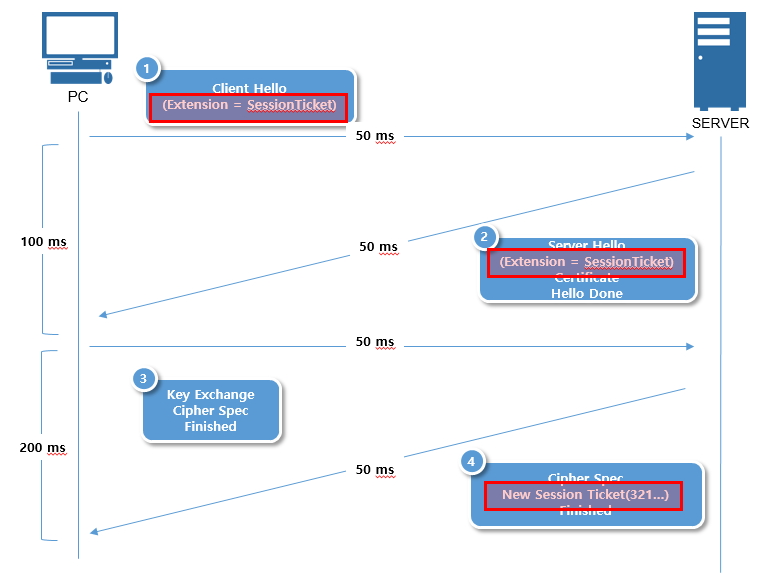 PC
SERVER
1
Client Hello
(Extension = SessionTicket)
50 ms
100 ms
50 ms
2
Server Hello
(Extension = SessionTicket)
Certificate
Hello Done
50 ms
3
Key Exchange
Cipher Spec
Finished
200 ms
50 ms
4
Cipher Spec
New Session Ticket(321...)
Finished